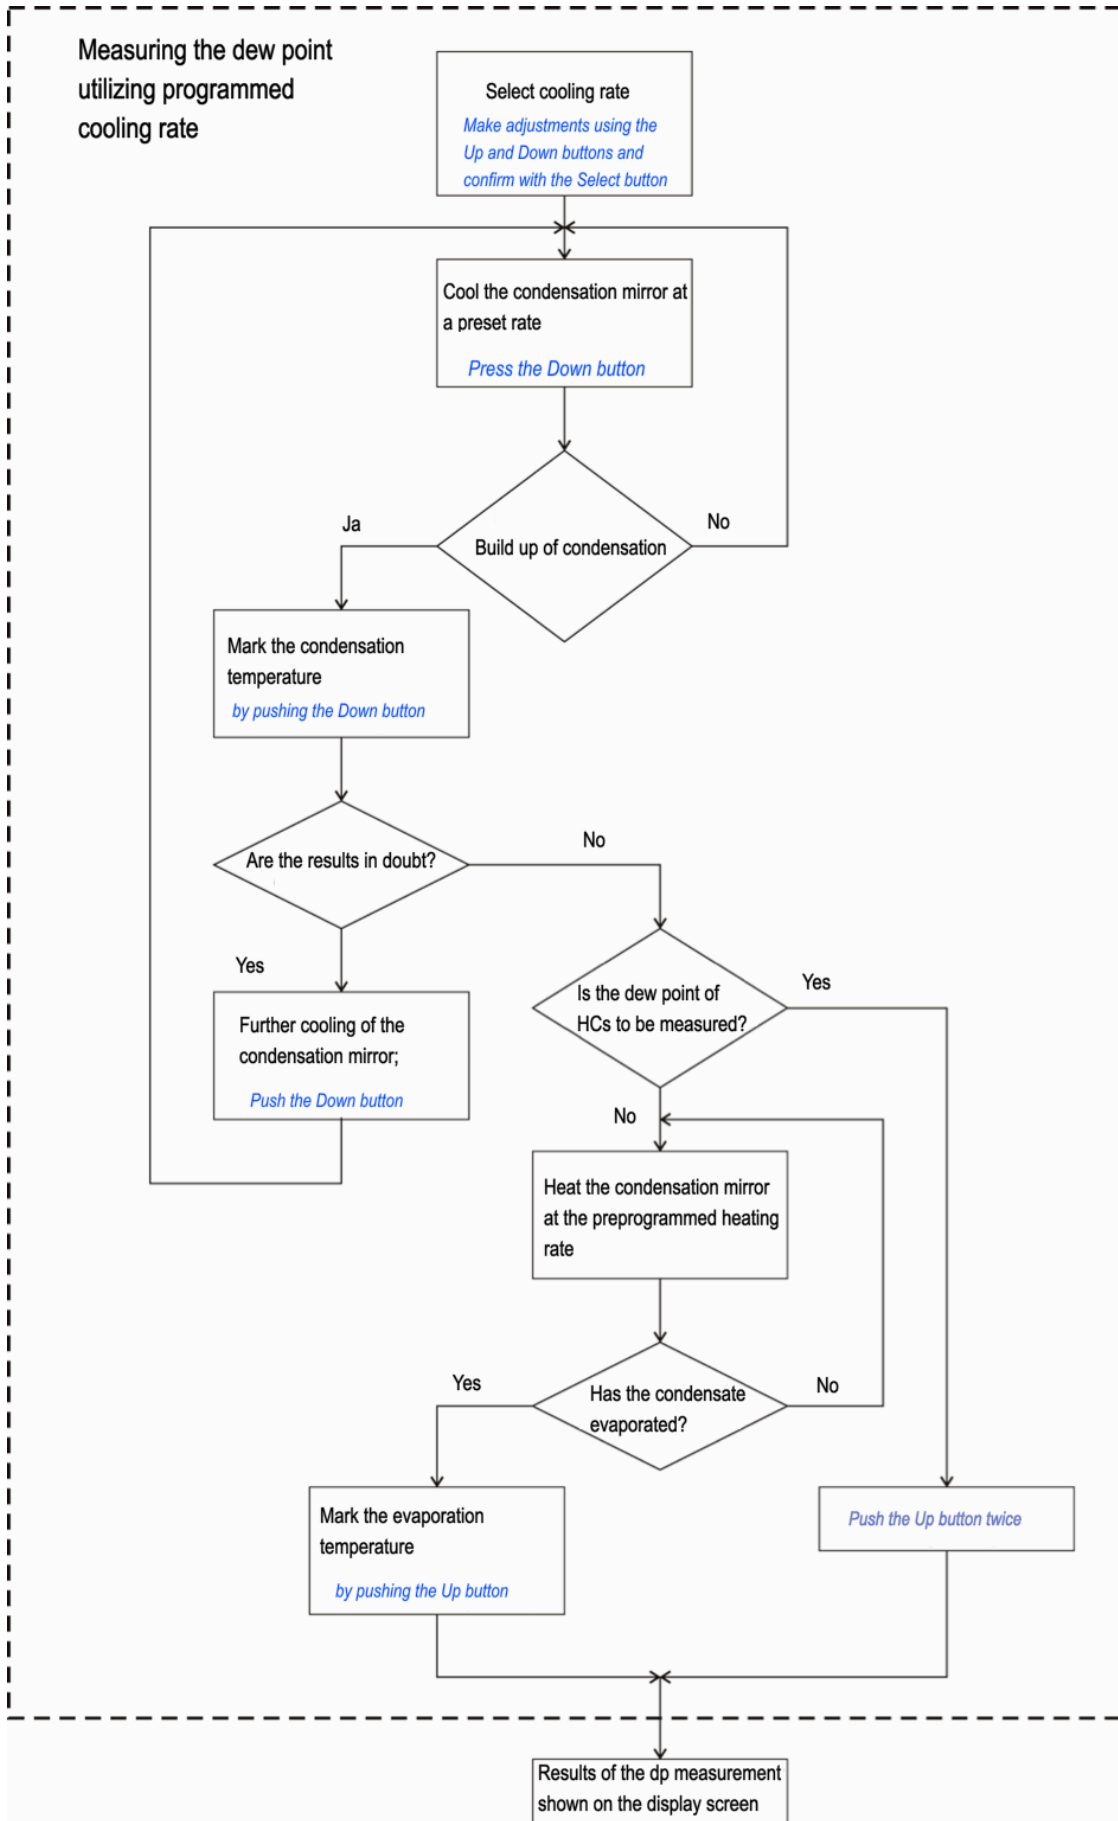 Measuring the dew point
utilizing programmed
cooling rate
Select cooling rate
Make adjustments using the
Up and Down buttons and
confirm with the Select button
Cool the condensation mirror at
a preset rate
Press the Down button
Build up of condensation
Ja
No
Mark the condensation
temperature
by pushing the Down button
Are the results in doubt?
No
Yes
Further cooling of the
condensation mirror;
Push the Down button
Is the dew point of
HCs to be measured?
Yes
No
Heat the condensation mirror
at the preprogrammed heating
rate
Has the condensate
evaporated?
Yes
No
Mark the evaporation
temperature
by pushing the Up button
Push the Up button twice
Results of the dp measurement
shown on the display screen